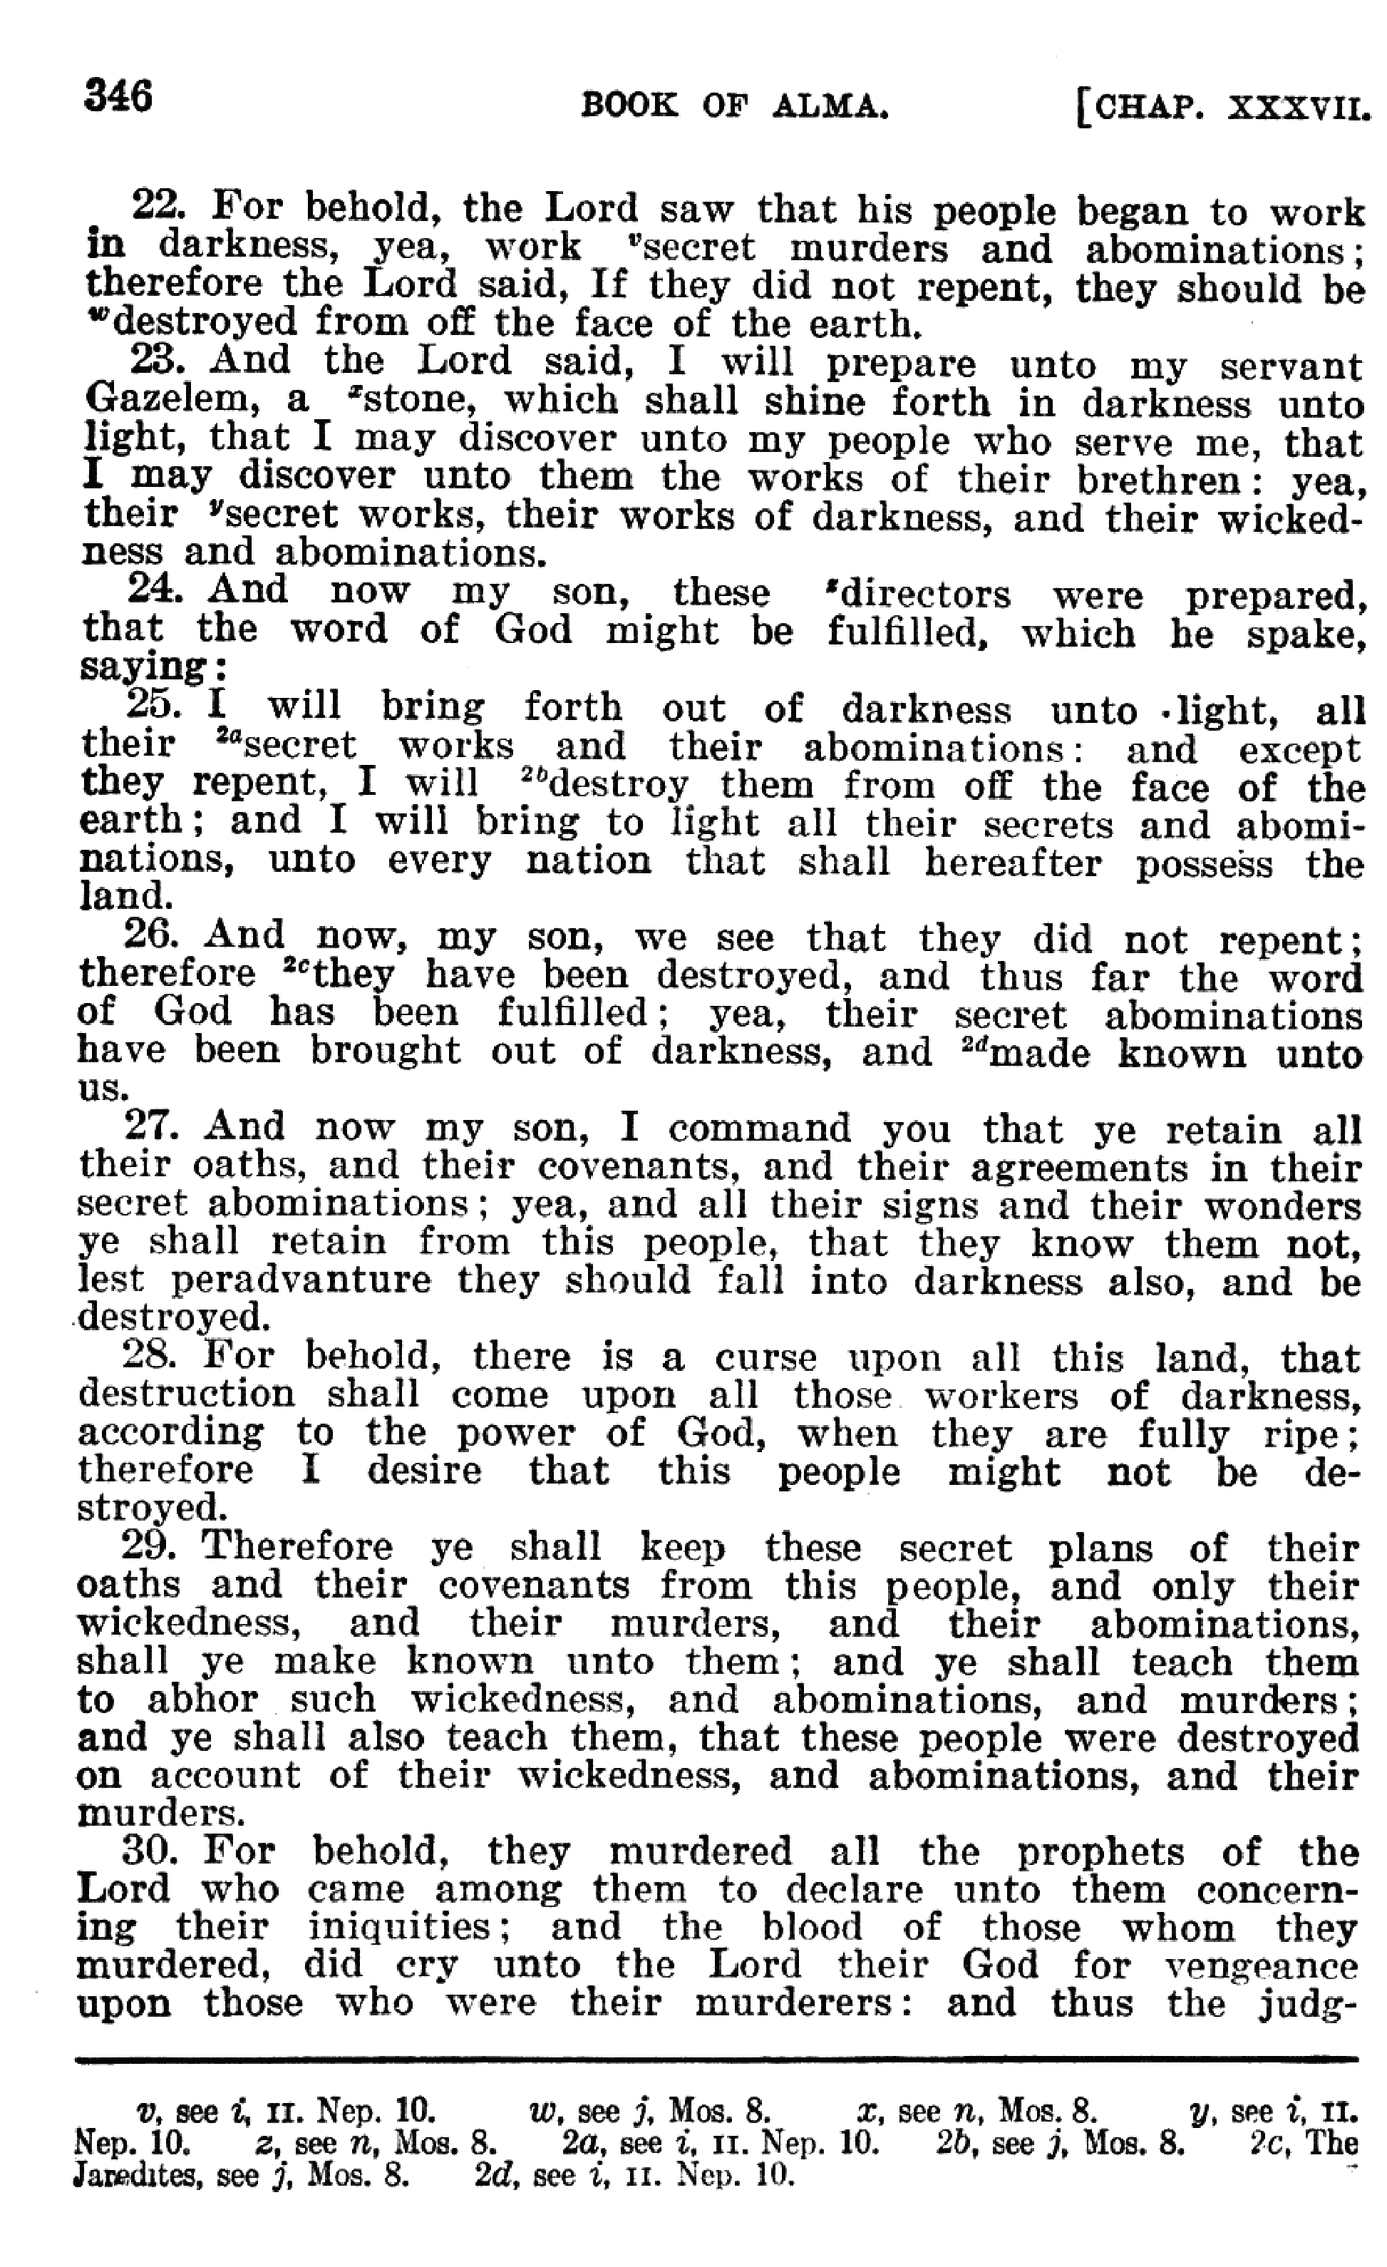 346 BOOK OF ALMA. [CHAP. XXXVII.
22. For behold, the Lord saw that his people began to work
in darkness, yea, work ᵛsecret murders and abominations;
therefore the Lord said, If they did not repent, they should be
ʷdestroyed from off the face of the earth.
23. And the Lord said, I will prepare unto my servant
Gazelem, a ˣstone, which shall shine forth in darkness unto
light, that I may discover unto my people who serve me, that
I may discover unto them the works of their brethren: yea,
their ʸsecret works, their works of darkness, and their wicked-
ness and abominations.
24. And now my son, these ᶻdirectors were prepared,
that the word of God might be fulfilled, which he spake,
saying:
25. I will bring forth out of darkness unto light, all
their ²ᵃsecret works and their abominations: and except
they repent, I will ²ᵇdestroy them from off the face of the
earth; and I will bring to light all their secrets and abomi-
nations, unto every nation that shall hereafter possess the
land.
26. And now, my son, we see that they did not repent;
therefore ²ᶜthey have been destroyed, and thus far the word
of God has been fulfilled; yea, their secret abominations
have been brought out of darkness, and ²ᵈmade known unto
us.
27. And now my son, I command you that ye retain all
their oaths, and their covenants, and their agreements in their
secret abominations; yea, and all their signs and their wonders
ye shall retain from this people, that they know them not,
lest peradvanture they should fall into darkness also, and be
destroyed.
28. For behold, there is a curse upon all this land, that
destruction shall come upon all those workers of darkness,
according to the power of God, when they are fully ripe;
therefore I desire that this people might not be de-
stroyed.
29. Therefore ye shall keep these secret plans of their
oaths and their covenants from this people, and only their
wickedness, and their murders, and their abominations,
shall ye make known unto them; and ye shall teach them
to abhor such wickedness, and abominations, and murders;
and ye shall also teach them, that these people were destroyed
on account of their wickedness, and abominations, and their
murders.
30. For behold, they murdered all the prophets of the
Lord who came among them to declare unto them concern-
ing their iniquities; and the blood of those whom they
murdered, did cry unto the Lord their God for vengeance
upon those who were their murderers: and thus the judg-
v, see i, II. Nep. 10. w, see j, Mos. 8. x, see n, Mos. 8. y, see i, II.
Nep. 10. z, see n, Mos. 8. 2a, see i, II. Nep. 10. 2b, see j, Mos. 8. 2c, The
Jaredites, see j, Mos. 8. 2d, see i, II. Nep. 10.